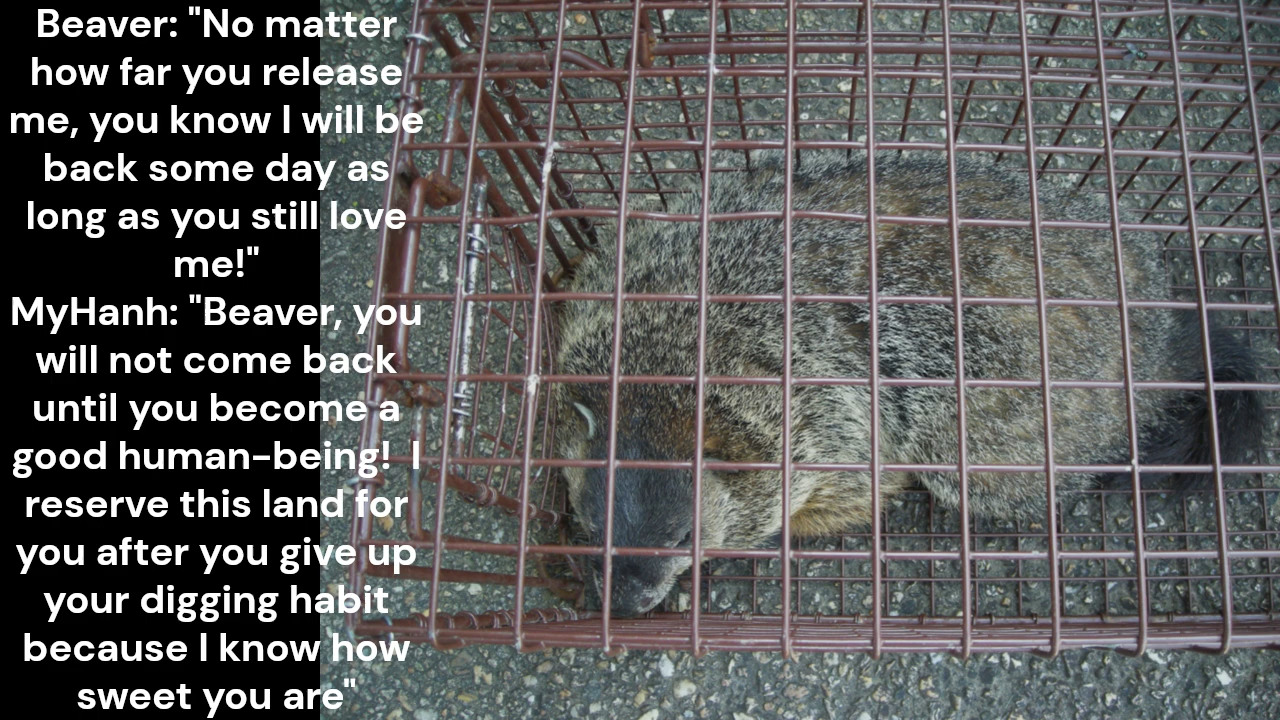 Beaver: "No matter
how far you release
me, you know I will be
back some day as
long as you still love
me!"
MyHanh: "Beaver, you
will not come back
until you become a
good human-being!  I
reserve this land for
you after you give up
your digging habit
because I know how
sweet you are"